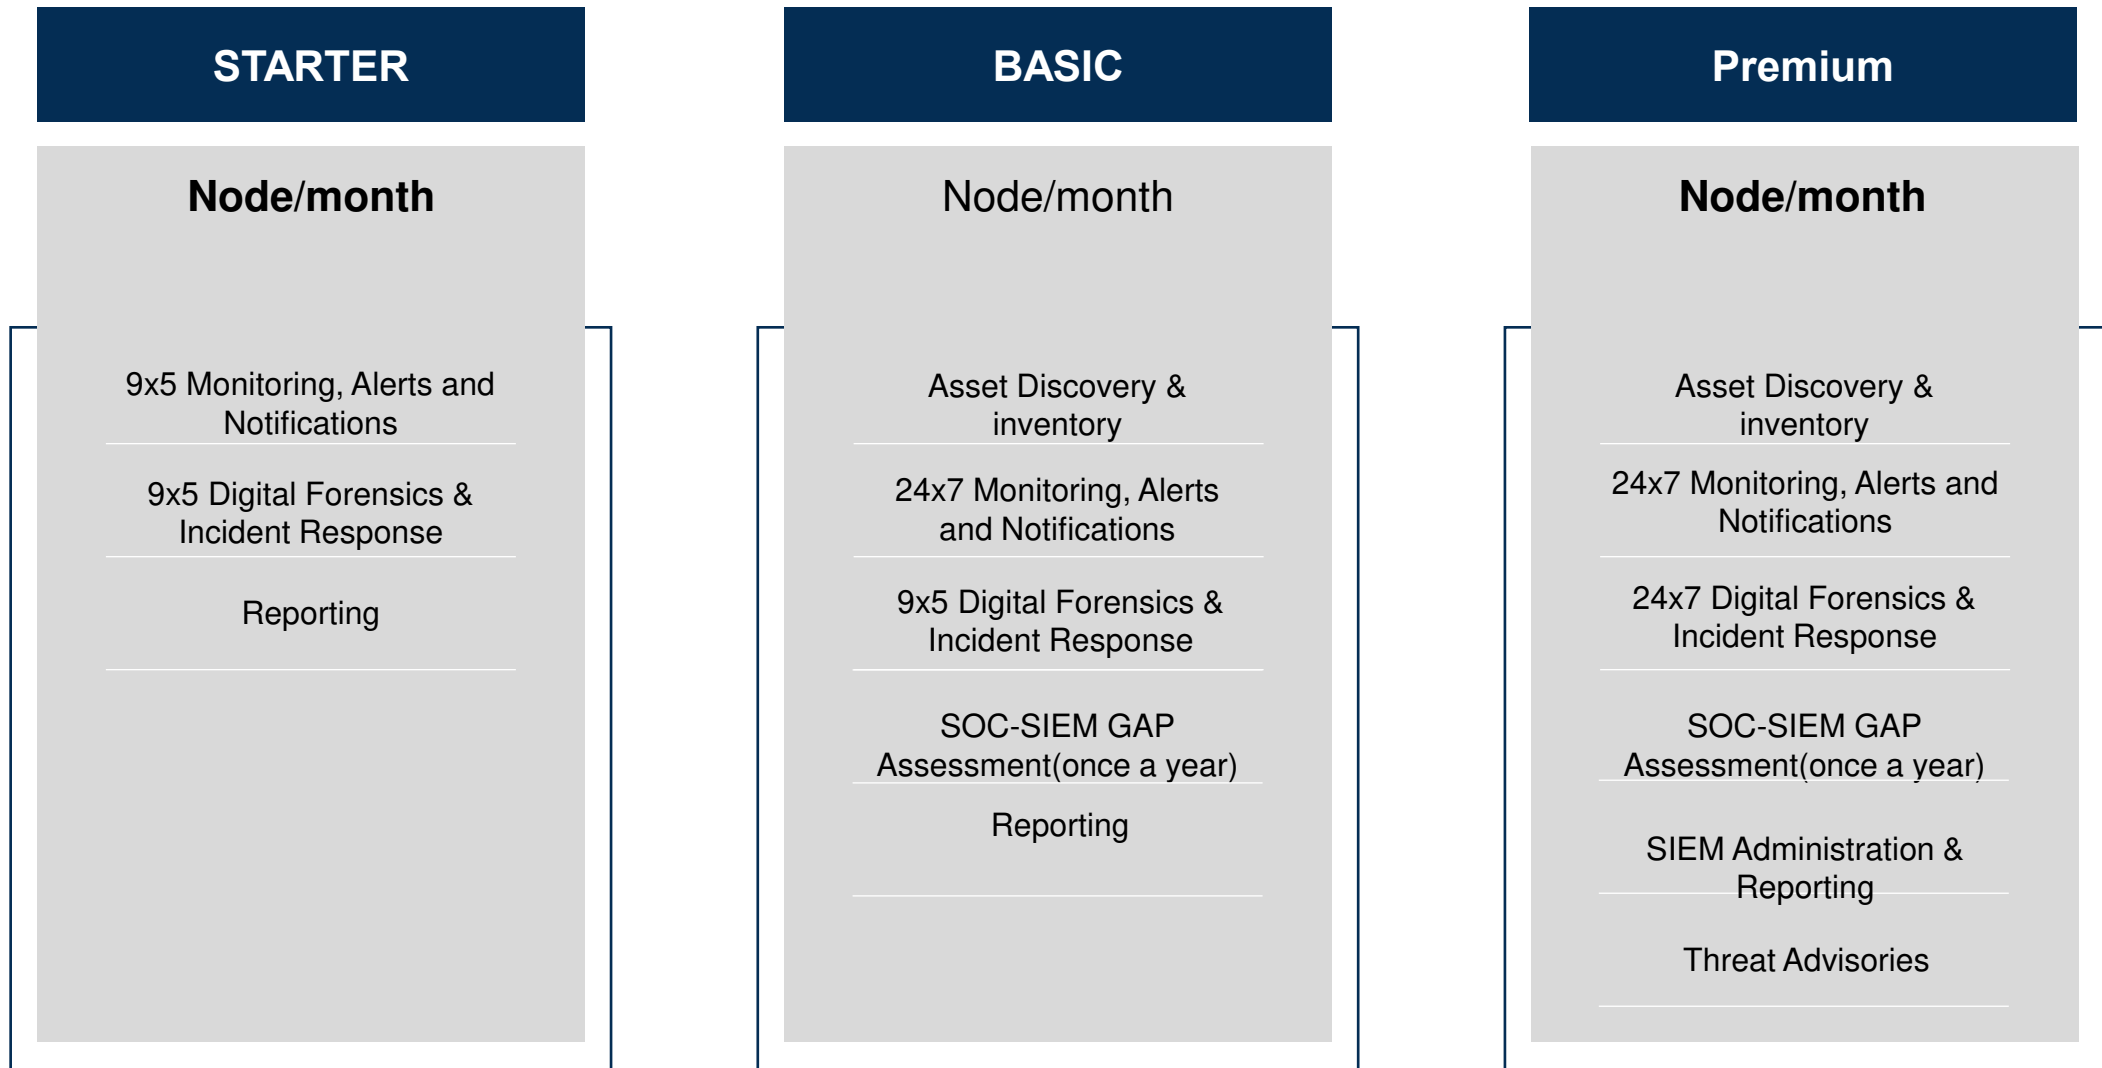 STARTER
Node/month
9x5 Monitoring, Alerts and
Notifications
9x5 Digital Forensics &
Incident Response
Reporting
BASIC
Node/month
Asset Discovery &
inventory
24x7 Monitoring, Alerts
and Notifications
9x5 Digital Forensics &
Incident Response
SOC-SIEM GAP
Assessment(once a year)
Reporting
Premium
Node/month
Asset Discovery &
inventory
24x7 Monitoring, Alerts and
Notifications
24x7 Digital Forensics &
Incident Response
SOC-SIEM GAP
Assessment(once a year)
SIEM Administration &
Reporting
Threat Advisories